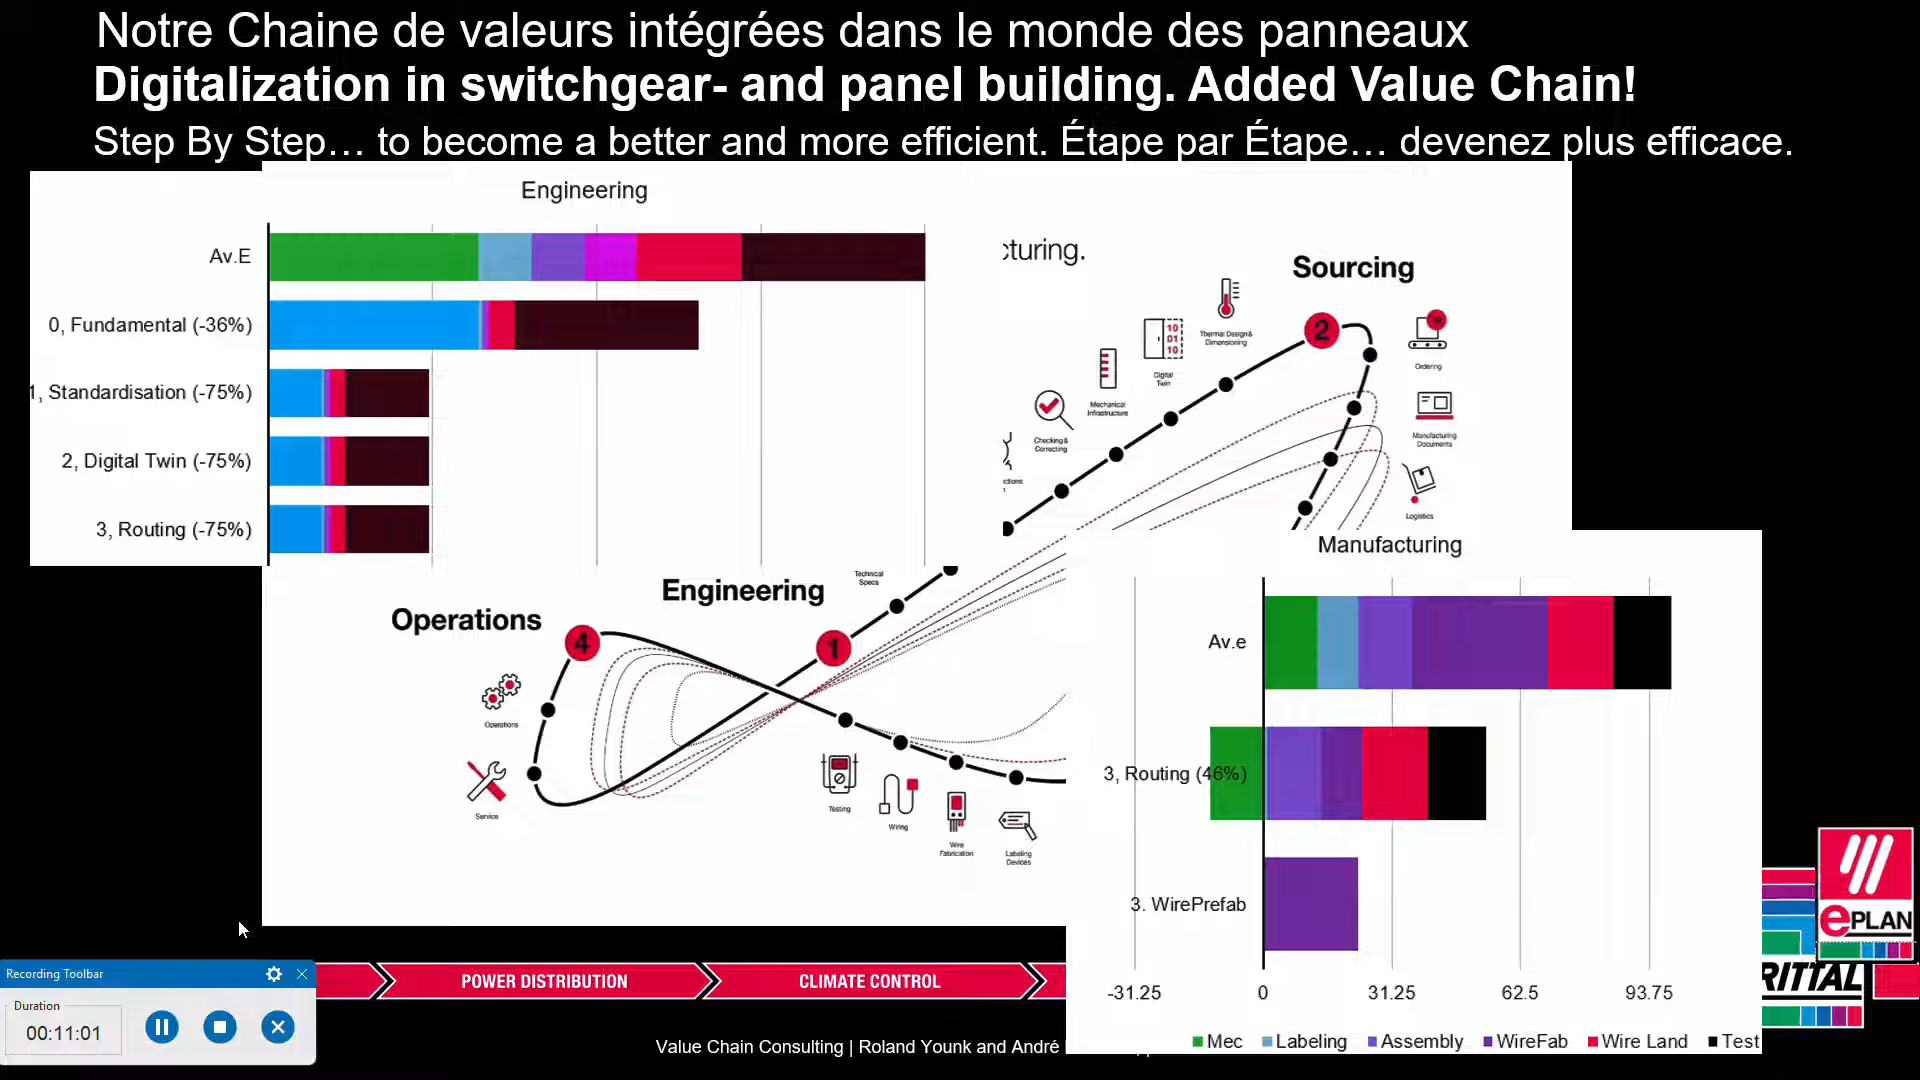 Notre Chaine de valeurs intégrées dans le monde des panneaux
Digitalization in switchgear- and panel building. Added Value Chain!
Step By Step… to become a better and more efficient. Étape par Étape… devenez plus efficace.
Engineering
Av.E
0, Fundamental (-36%)
1, Standardisation (-75%)
2, Digital Twin (-75%)
3, Routing (-75%)
cturing.
Sourcing
2
Thermal Design &
Dimensioning
10
01
10
Digital
Twin
Mechanical
Infrastructure
Checking &
Correcting
ctions
Ordering
Manufacturing
Documents
Logistics
Technical
Specs
Engineering
1
Operations
4
Operations
Service
Testing
Wiring
Wire
Fabrication
Labeling
Devices
Manufacturing
Av.e
3, Routing (46%)
3. WirePrefab
-31.25
0
31.25
62.5
93.75
Mec
Labeling
Assembly
WireFab
Wire Land
Test
POWER DISTRIBUTION
CLIMATE CONTROL
Value Chain Consulting | Roland Younk and André
ePLAN
RITTAL
Recording Toolbar
Duration
00:11:01